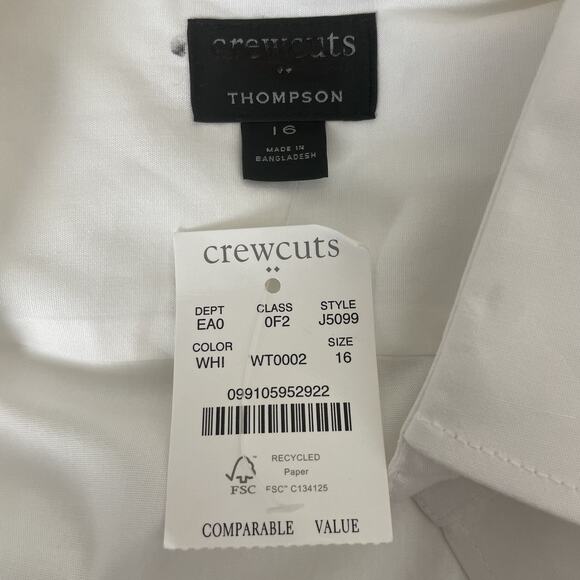 crewcuts
THOMPSON
16
MADE IN
BANGLADESH
crewcuts
DEPT CLASS STYLE
EA0 0F2 J5099
COLOR SIZE
WHI WT0002 16
099105952922
RECYCLED
Paper
FSC FSC™ C134125
COMPARABLE VALUE